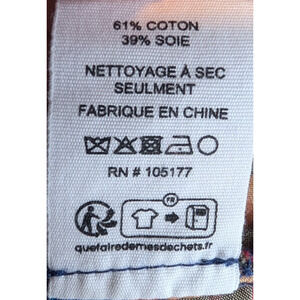 61% COTON
39% SOIE
NETTOYAGE À SEC
SEULMENT
FABRIQUE EN CHINE
RN # 105177
FR
quefairedemesdechets.fr